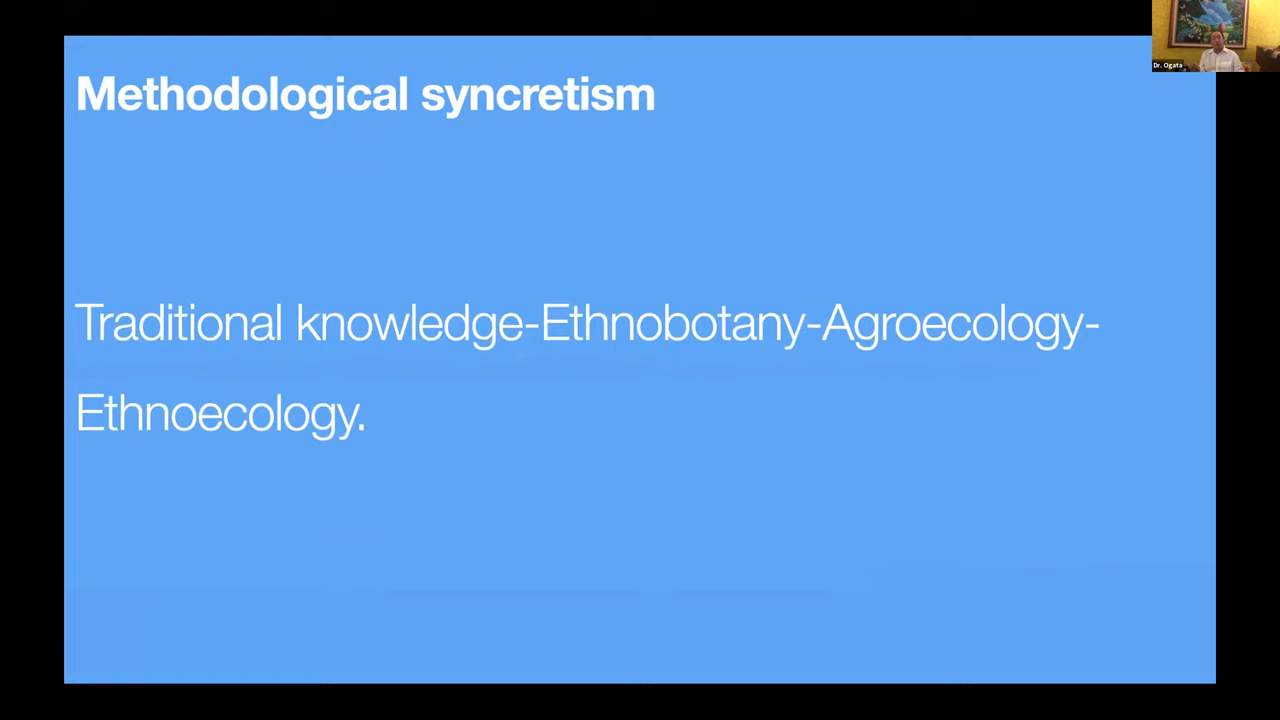 Methodological syncretism
Dr. Ogata
Traditional knowledge-Ethnobotany-Agroecology-
Ethnoecology.